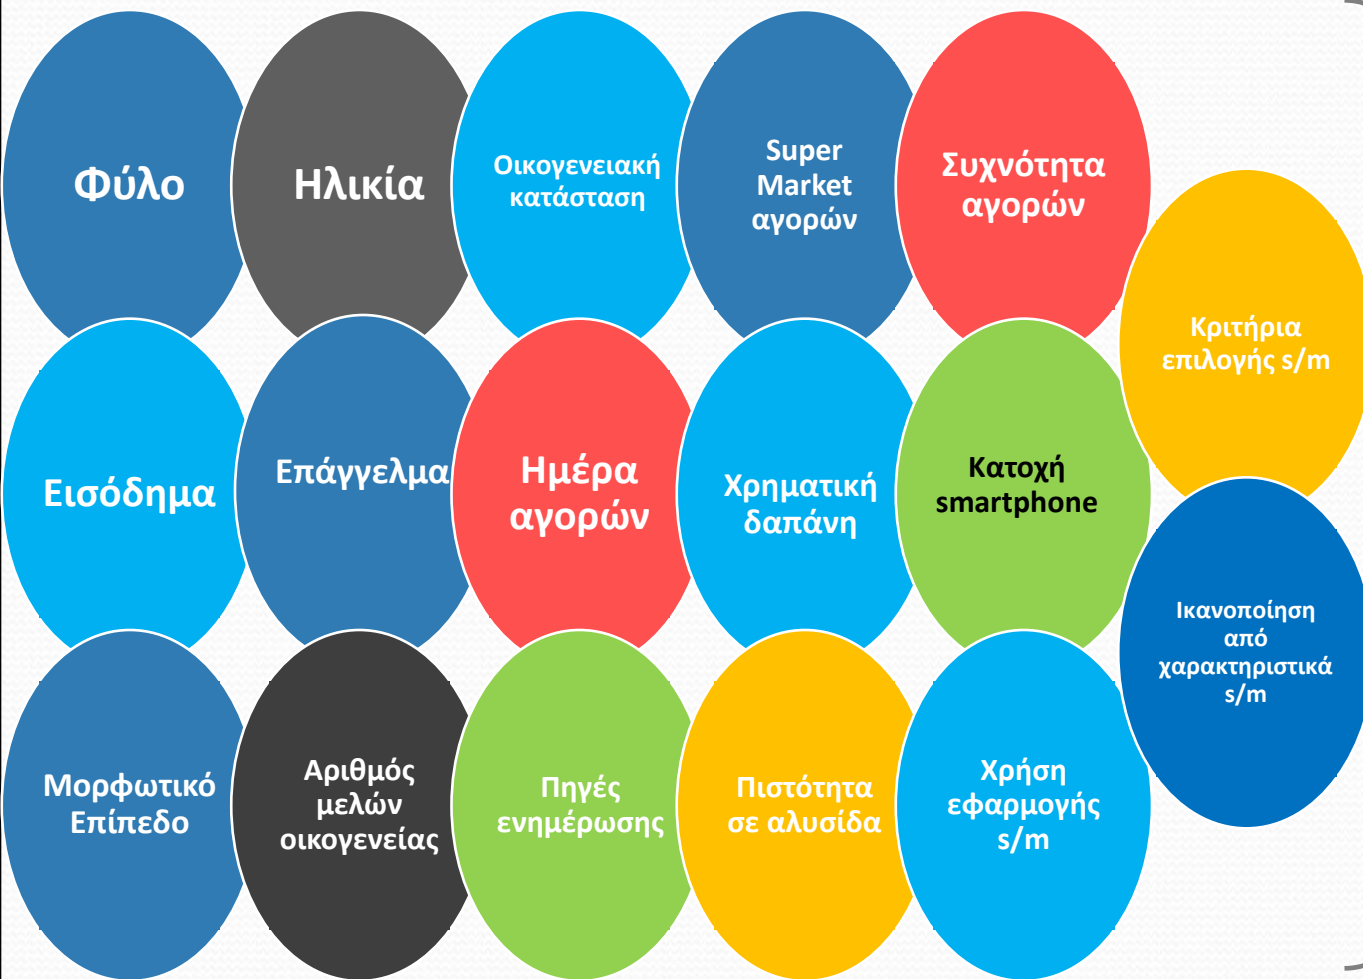 Φύλο
Ηλικία
Οικογενειακή
κατάσταση
Super
Market
αγορών
Συχνότητα
αγορών
Κριτήρια
επιλογής s/m
Εισόδημα
Επάγγελμα
Ημέρα
αγορών
Χρηματική
δαπάνη
Κατοχή
smartphone
Ικανοποίηση
από
χαρακτηριστικά
s/m
Μορφωτικό
Επίπεδο
Αριθμός
μελών
οικογενείας
Πηγές
ενημέρωσης
Πιστότητα
σε αλυσίδα
Χρήση
εφαρμογής
s/m